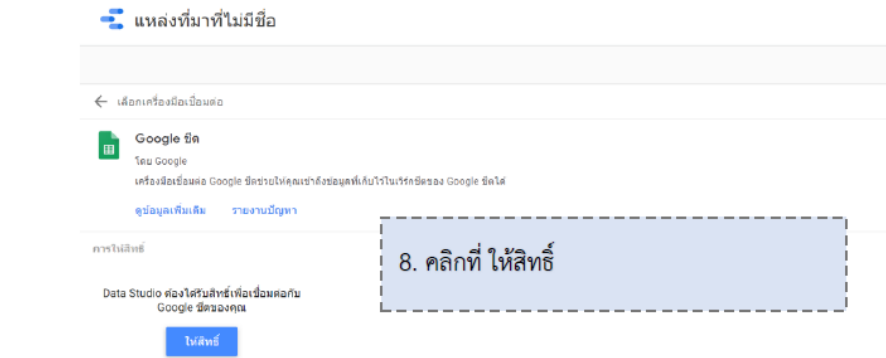 แหล่งที่มาที่ไม่มีชื่อ
เลือกเครื่องมือเชื่อมต่อ
Google ชีต
โดย Google
เครื่องมือเชื่อมต่อ Google ชีตช่วยให้คุณเข้าถึงข้อมูลที่เก็บไว้ในเวิร์กชีตของ Google ชีตได้
ดูข้อมูลเพิ่มเติม รายงานปัญหา
การให้สิทธิ์
8. คลิกที่ ให้สิทธิ์
Data Studio ต้องได้รับสิทธิ์เพื่อเชื่อมต่อกับ
Google ชีตของคุณ
ให้สิทธิ์